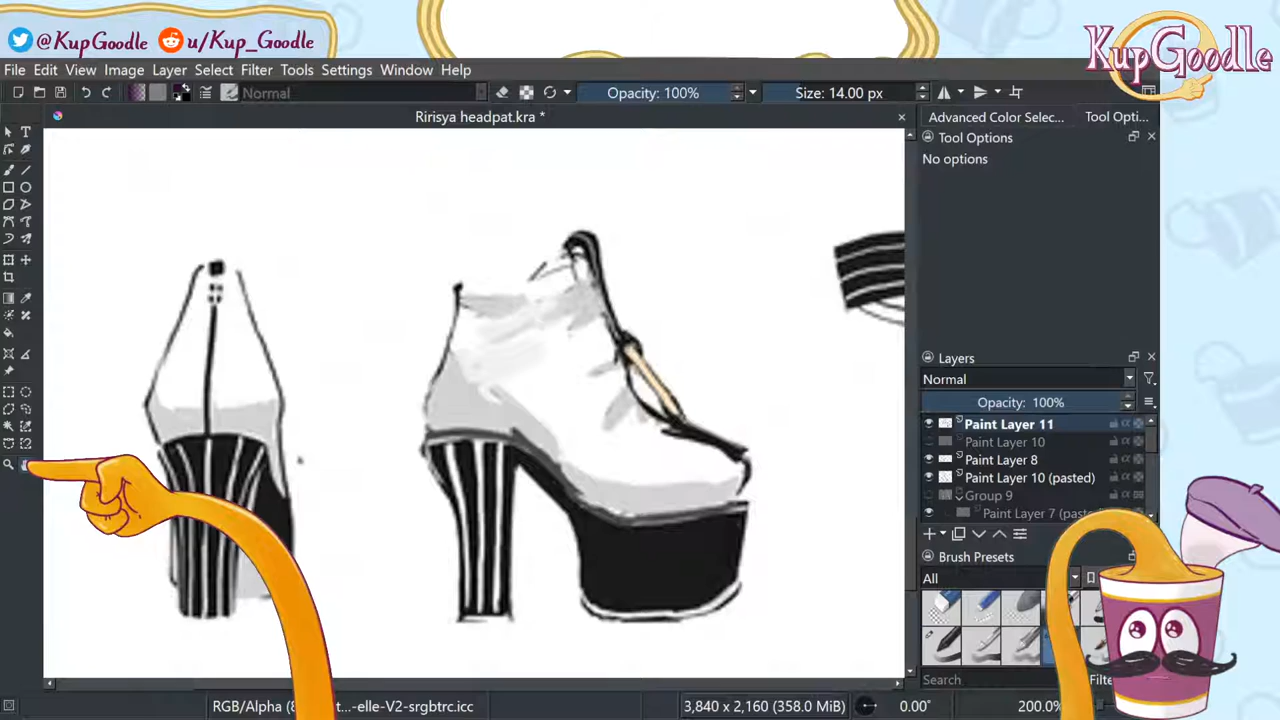 @KupGoodle u/Kup_Goodle
KupGoodle
File Edit View Image Layer Select Filter Tools Settings Window Help
Normal
Opacity: 100%
Size: 14.00 px
Ririsya headpat.kra *
Advanced Color Selec...
Tool Opti...
Tool Options
No options
Layers
Normal
Opacity: 100%
Paint Layer 11
Paint Layer 10
Paint Layer 8
Paint Layer 10 (pasted)
Group 9
Paint Layer 7 (paste
Brush Presets
All
Search
RGB/Alpha (8 t...-elle-V2-srgbtrc.icc
3,840 x 2,160 (358.0 MiB)
0.00°
200.0%